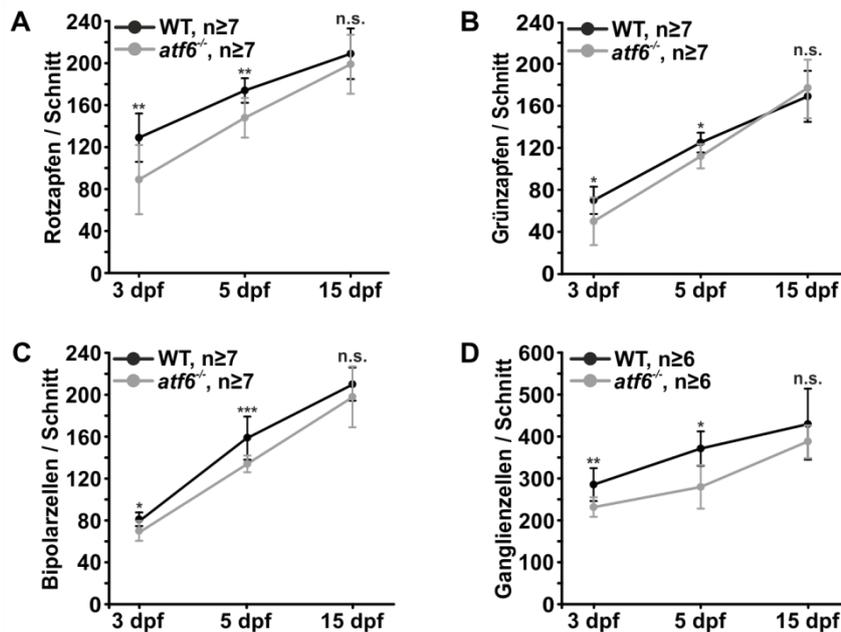 A
Rotzapfen / Schnitt
WT, n≥7
atf6-/-, n≥7
240
200
160
120
80
40
0
**
**
n.s.
3 dpf
5 dpf
15 dpf
B
Grünzapfen / Schnitt
WT, n≥7
atf6-/-, n≥7
240
200
160
120
80
40
0
*
*
n.s.
3 dpf
5 dpf
15 dpf
C
Bipolarzellen / Schnitt
WT, n≥7
atf6-/-, n≥7
240
200
160
120
80
40
0
*
***
n.s.
3 dpf
5 dpf
15 dpf
D
Ganglienzellen / Schnitt
WT, n≥6
atf6-/-, n≥6
600
500
400
300
200
100
0
**
*
n.s.
3 dpf
5 dpf
15 dpf